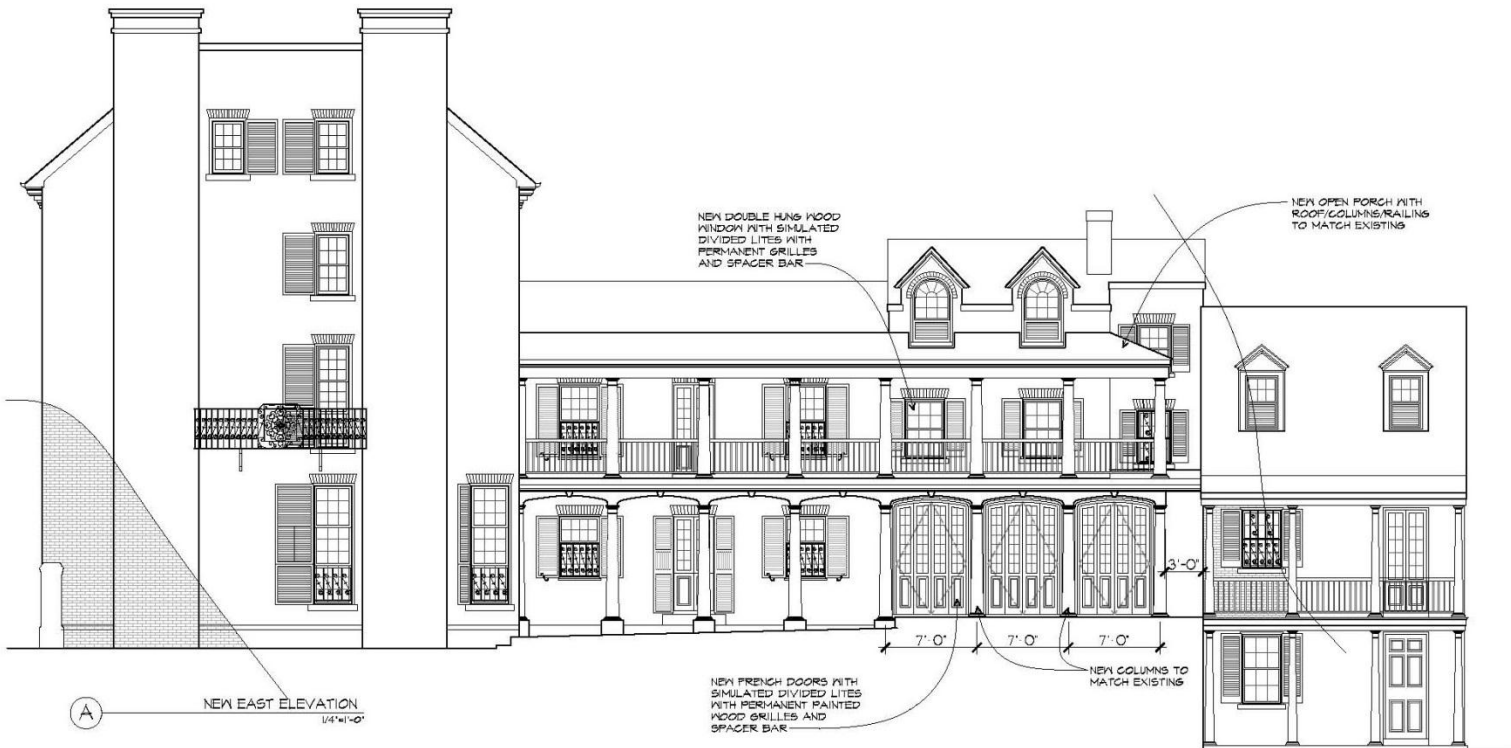 NEW DOUBLE HUNG WOOD
WINDOW WITH SIMULATED
DIVIDED LITES WITH
PERMANENT GRILLES
AND SPACER BAR
NEW OPEN PORCH WITH
ROOF/COLUMNS/RAILING
TO MATCH EXISTING
3'-0"
7'-0"
7'-0"
7'-0"
NEW COLUMNS TO
MATCH EXISTING
NEW FRENCH DOORS WITH
SIMULATED DIVIDED LITES
WITH PERMANENT PAINTED
WOOD GRILLES AND
SPACER BAR
A
NEW EAST ELEVATION
1/4"=1'-0"